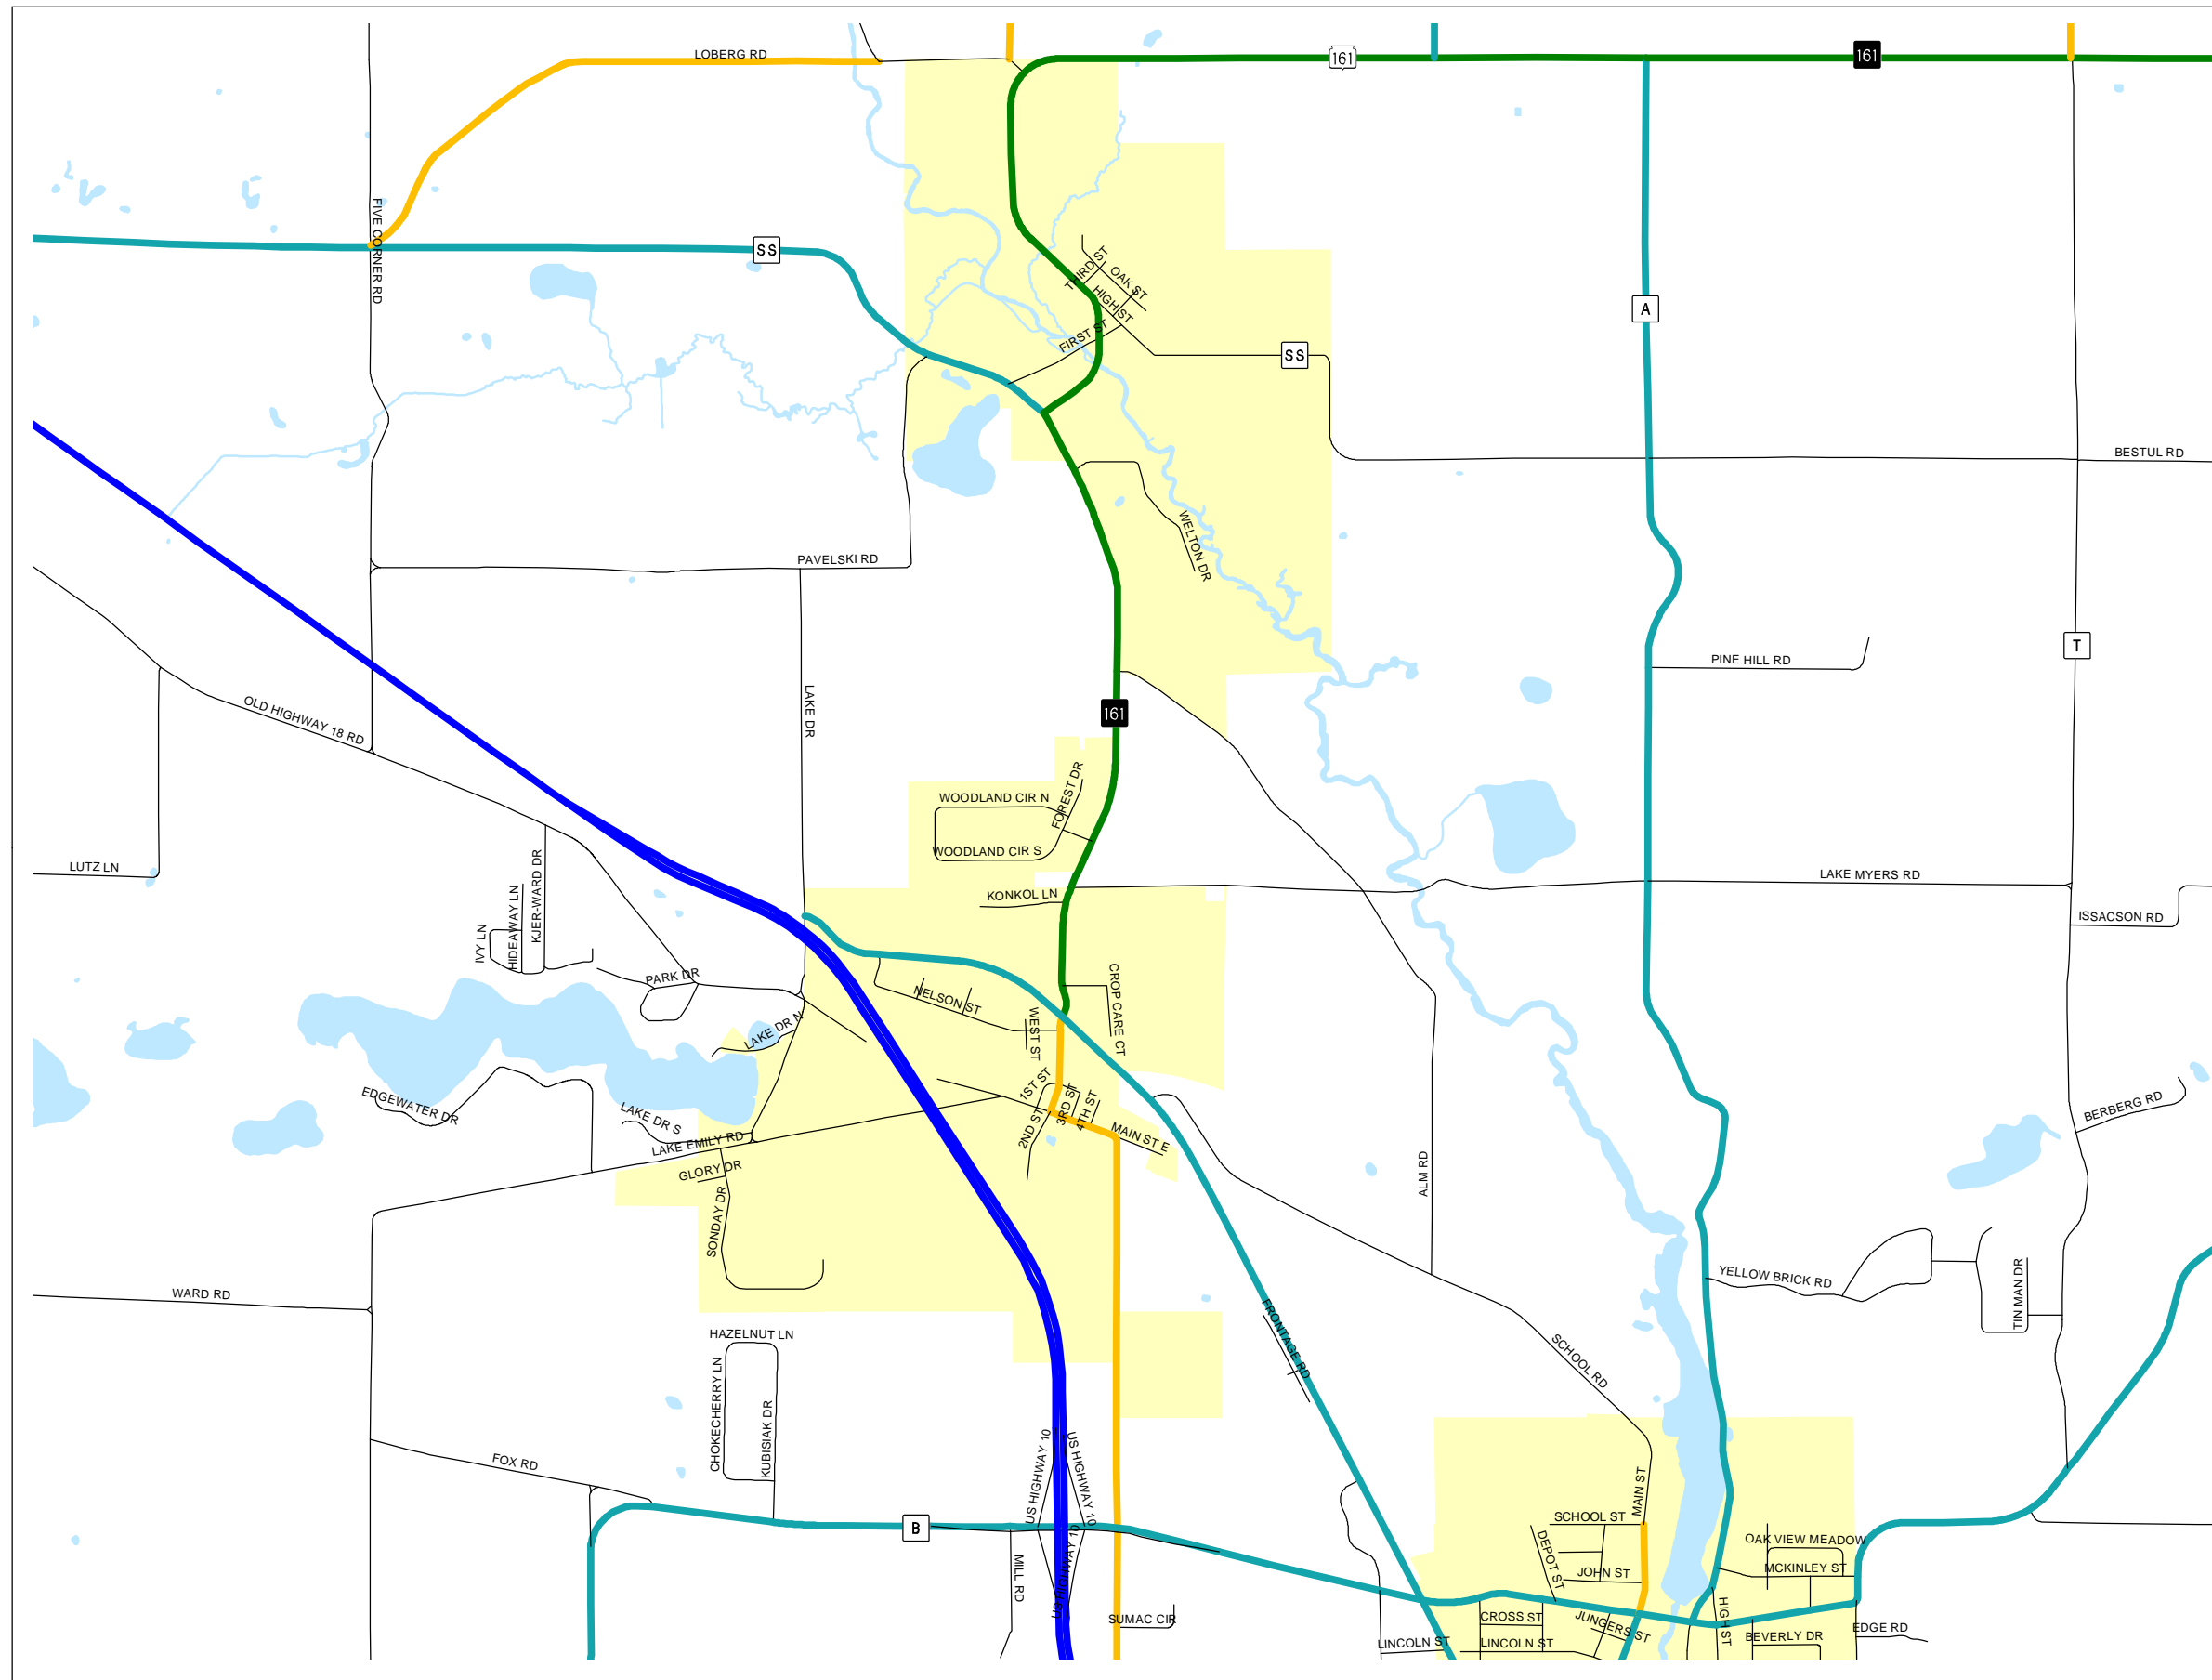 LOBERG RD
161
161
FIVE CORNER RD
SS
THIRD ST
OAK ST
HIGH ST
FIRST ST
SS
A
BESTUL RD
WELTON DR
PAVELSKI RD
PINE HILL RD
T
OLD HIGHWAY 18 RD
LAKE DR
161
WOODLAND CIR N
FOREST DR
WOODLAND CIR S
LUTZ LN
KONKOL LN
LAKE MYERS RD
ISSACSON RD
IVY LN
HIDEAWAY LN
KJER-WARD DR
PARK DR
NELSON ST
WEST ST
CROP CARE CT
LAKE DR N
EDGEWATER DR
LAKE DR S
LAKE EMILY RD
1ST ST
2ND ST
3RD ST
4TH ST
MAIN ST E
BERBERG RD
GLORY DR
SONDAY DR
ALM RD
WARD RD
YELLOW BRICK RD
TIN MAN DR
FRONTAGE RD
SCHOOL RD
HAZELNUT LN
CHOKECHERRY LN
KUBISIAK DR
FOX RD
US HIGHWAY 10
US HIGHWAY 10
US HIGHWAY 10
B
MILL RD
SUMAC CIR
MAIN ST
SCHOOL ST
DEPOT ST
JOHN ST
OAK VIEW MEADOW
MCKINLEY ST
CROSS ST
JUNGERS ST
HIGH ST
LINCOLN ST
LINCOLN ST
BEVERLY DR
EDGE RD